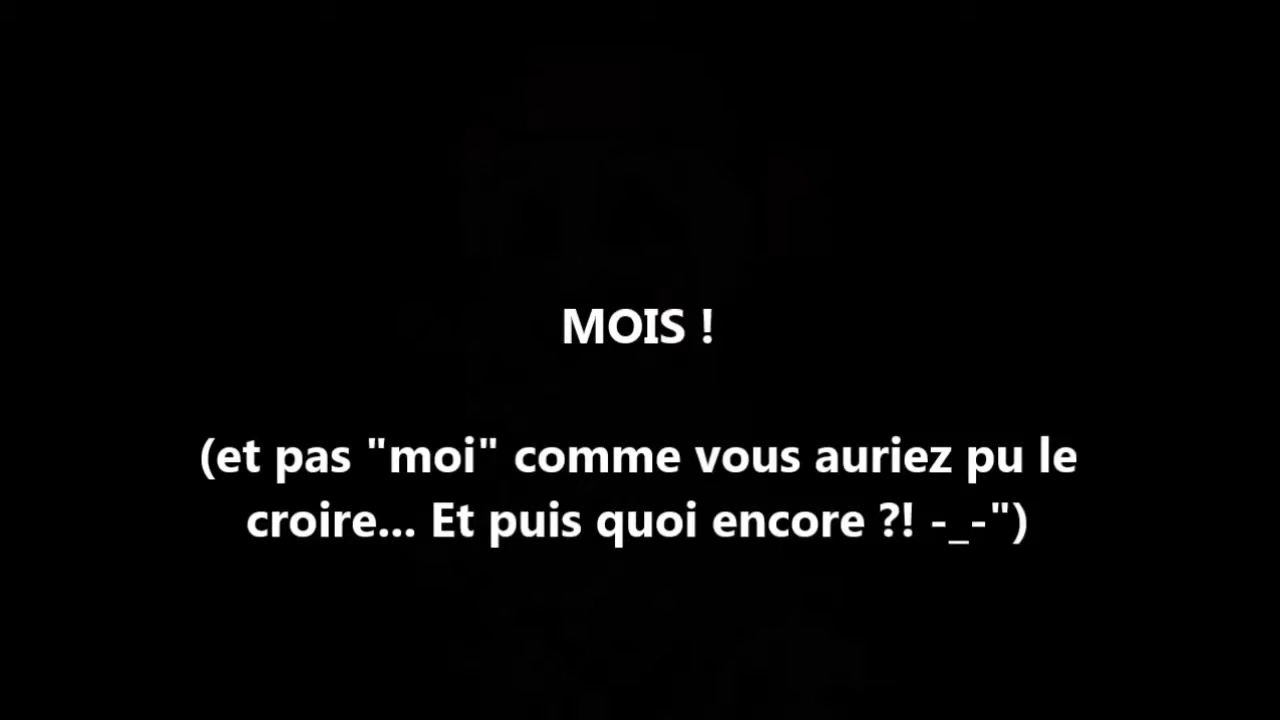 MOIS !
(et pas "moi" comme vous auriez pu le
croire... Et puis quoi encore ?! -_-")